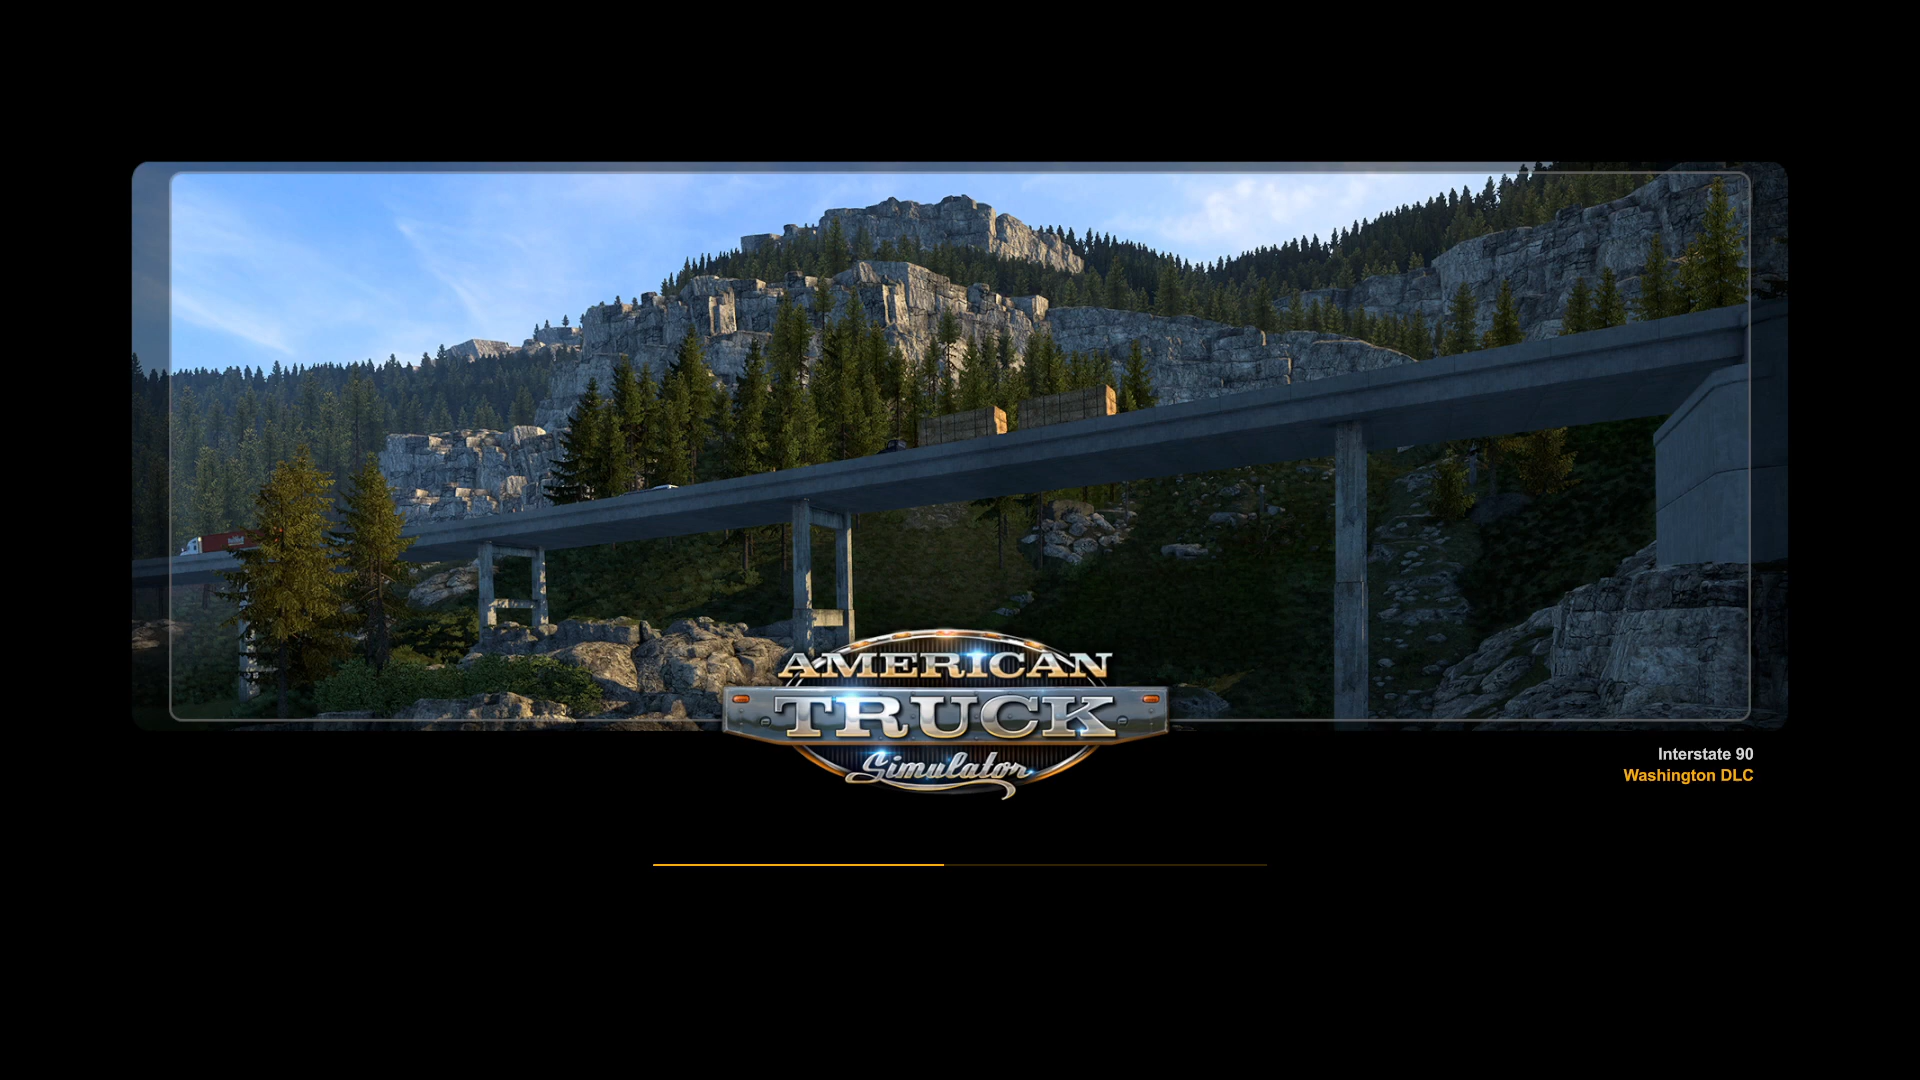 AMERICAN
TRUCK
Simulator
Interstate 90
Washington DLC